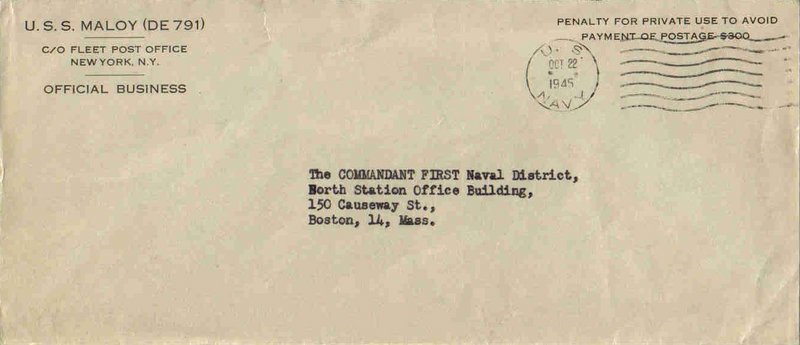 U.S.S. MALOY (DE 791)
C/O FLEET POST OFFICE
NEW YORK, N.Y.
OFFICIAL BUSINESS
PENALTY FOR PRIVATE USE TO AVOID
PAYMENT OF POSTAGE $300
U. S.
OCT 22
1945
NAVY
The COMMANDANT FIRST Naval District,
North Station Office Building,
150 Causeway St.,
Boston, 14, Mass.